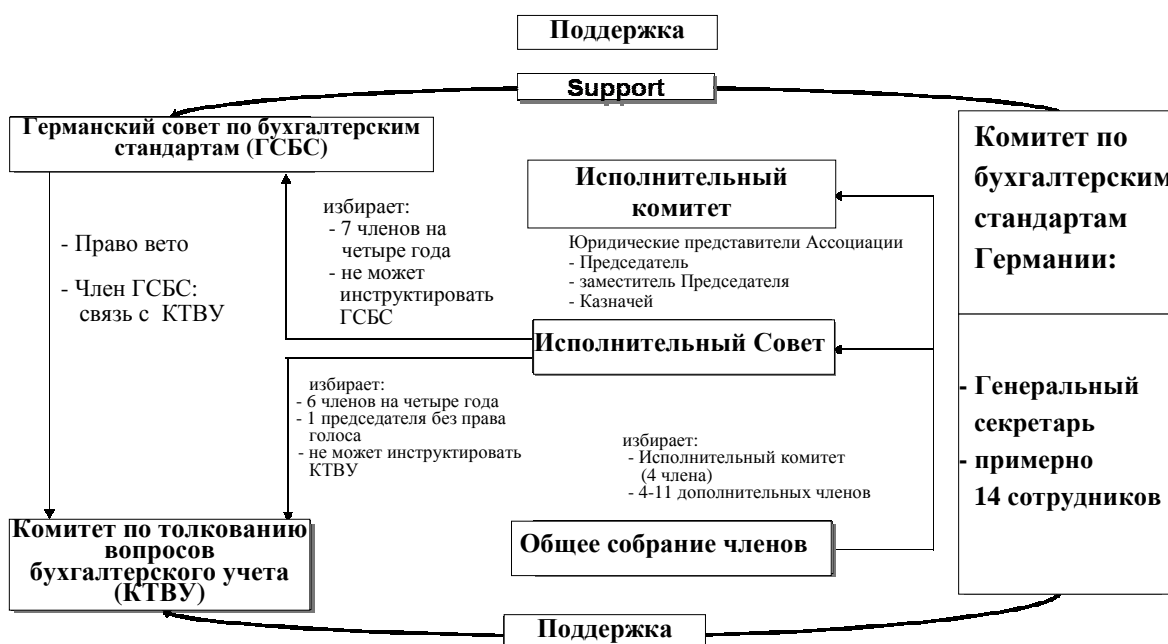 Поддержка
Support
Германский совет по бухгалтерским
стандартам (ГСБС)
- Право вето
- Член ГСБС:
связь с КТВУ
избирает:
- 7 членов на
четыре года
- не может
инструктировать
ГСБС
Исполнительный
комитет
Юридические представители Ассоциации
- Председатель
- заместитель Председателя
- Казначей
Исполнительный Совет
избирает:
- 6 членов на четыре года
- 1 председателя без права
голоса
- не может инструктировать
КТВУ
избирает:
- Исполнительный комитет
(4 члена)
- 4-11 дополнительных членов
Комитет по толкованию
вопросов
бухгалтерского учета
(КТВУ)
Общее собрание членов
Комитет по
бухгалтерским
стандартам
Германии:
- Генеральный
секретарь
- примерно
14 сотрудников
Поддержка